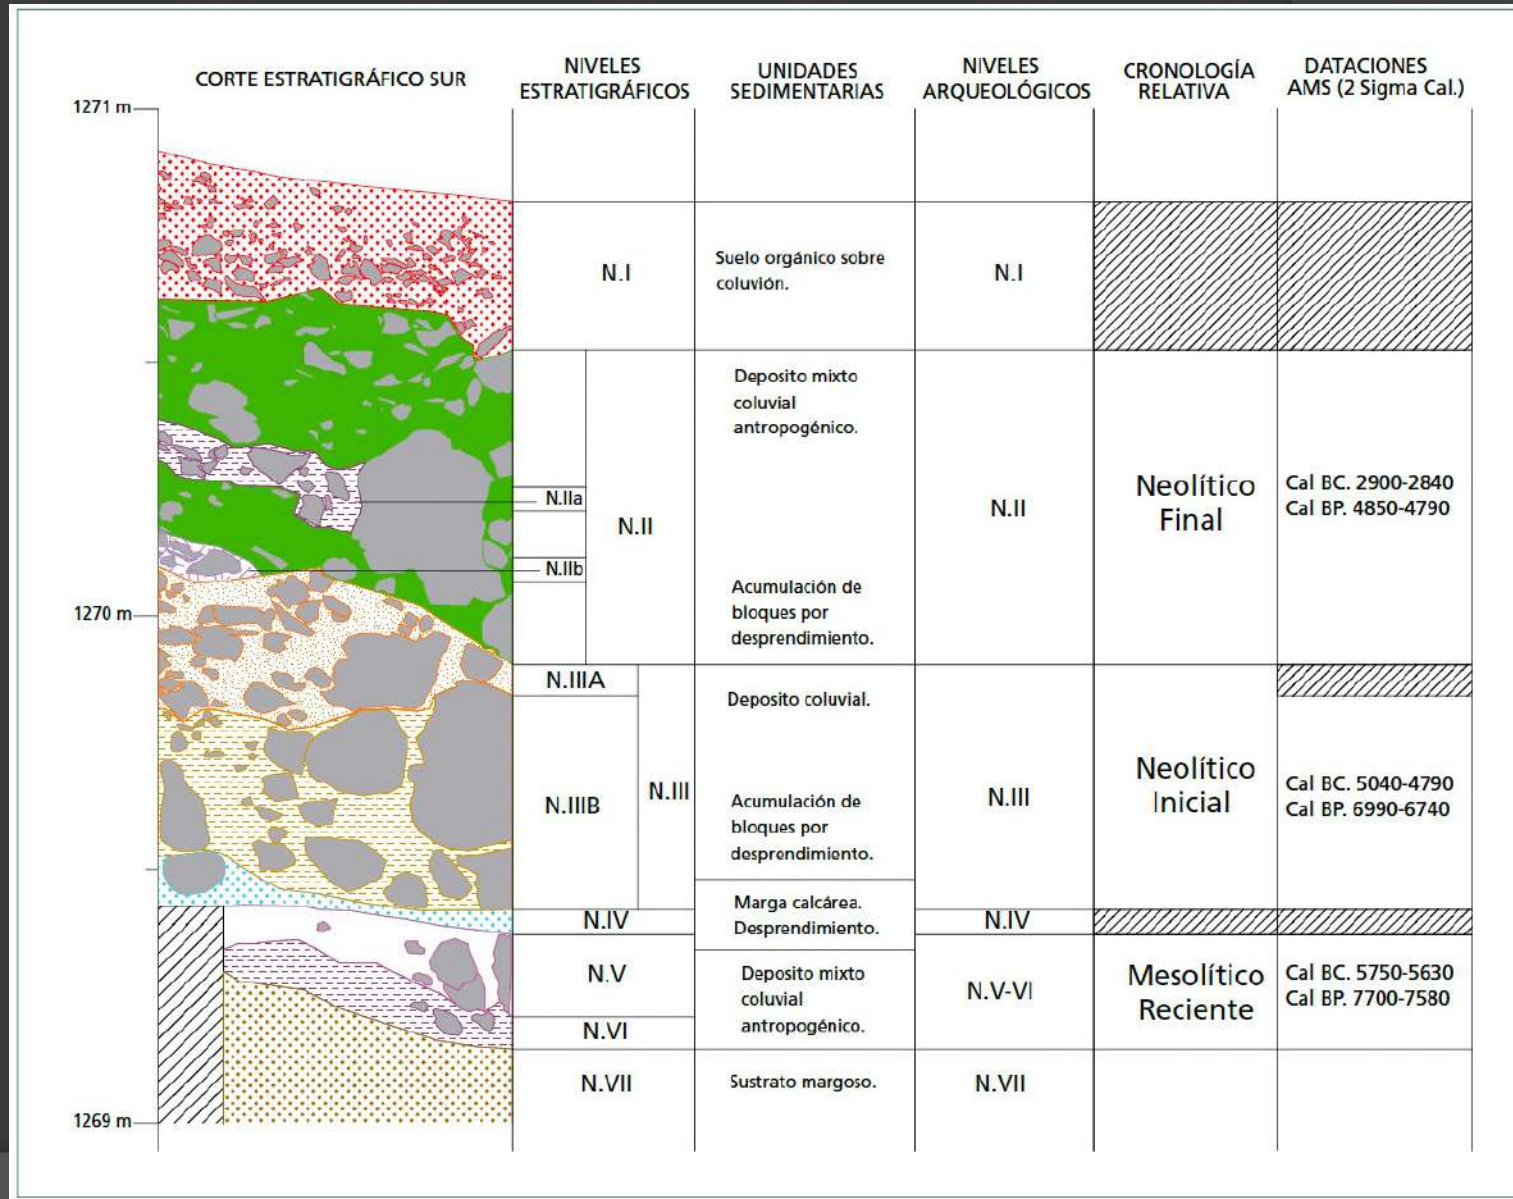 CORTE ESTRATIGRÁFICO SUR
NIVELES
ESTRATIGRÁFICOS
UNIDADES
SEDIMENTARIAS
NIVELES
ARQUEOLÓGICOS
CRONOLOGÍA
RELATIVA
DATACIONES
AMS (2 Sigma Cal.)
1271 m
N.I
Suelo orgánico sobre
coluvión.
N.I
N.IIa
N.IIb
N.II
Deposito mixto
coluvial
antropogénico.
Acumulación de
bloques por
desprendimiento.
N.II
Neolítico
Final
Cal BC. 2900-2840
Cal BP. 4850-4790
1270 m
N.IIIA
N.IIIB
N.III
Deposito coluvial.
Acumulación de
bloques por
desprendimiento.
N.III
Neolítico
Inicial
Cal BC. 5040-4790
Cal BP. 6990-6740
N.IV
Marga calcárea.
Desprendimiento.
N.IV
N.V
N.VI
Deposito mixto
coluvial
antropogénico.
N.V-VI
Mesolítico
Reciente
Cal BC. 5750-5630
Cal BP. 7700-7580
N.VII
Sustrato margoso.
N.VII
1269 m